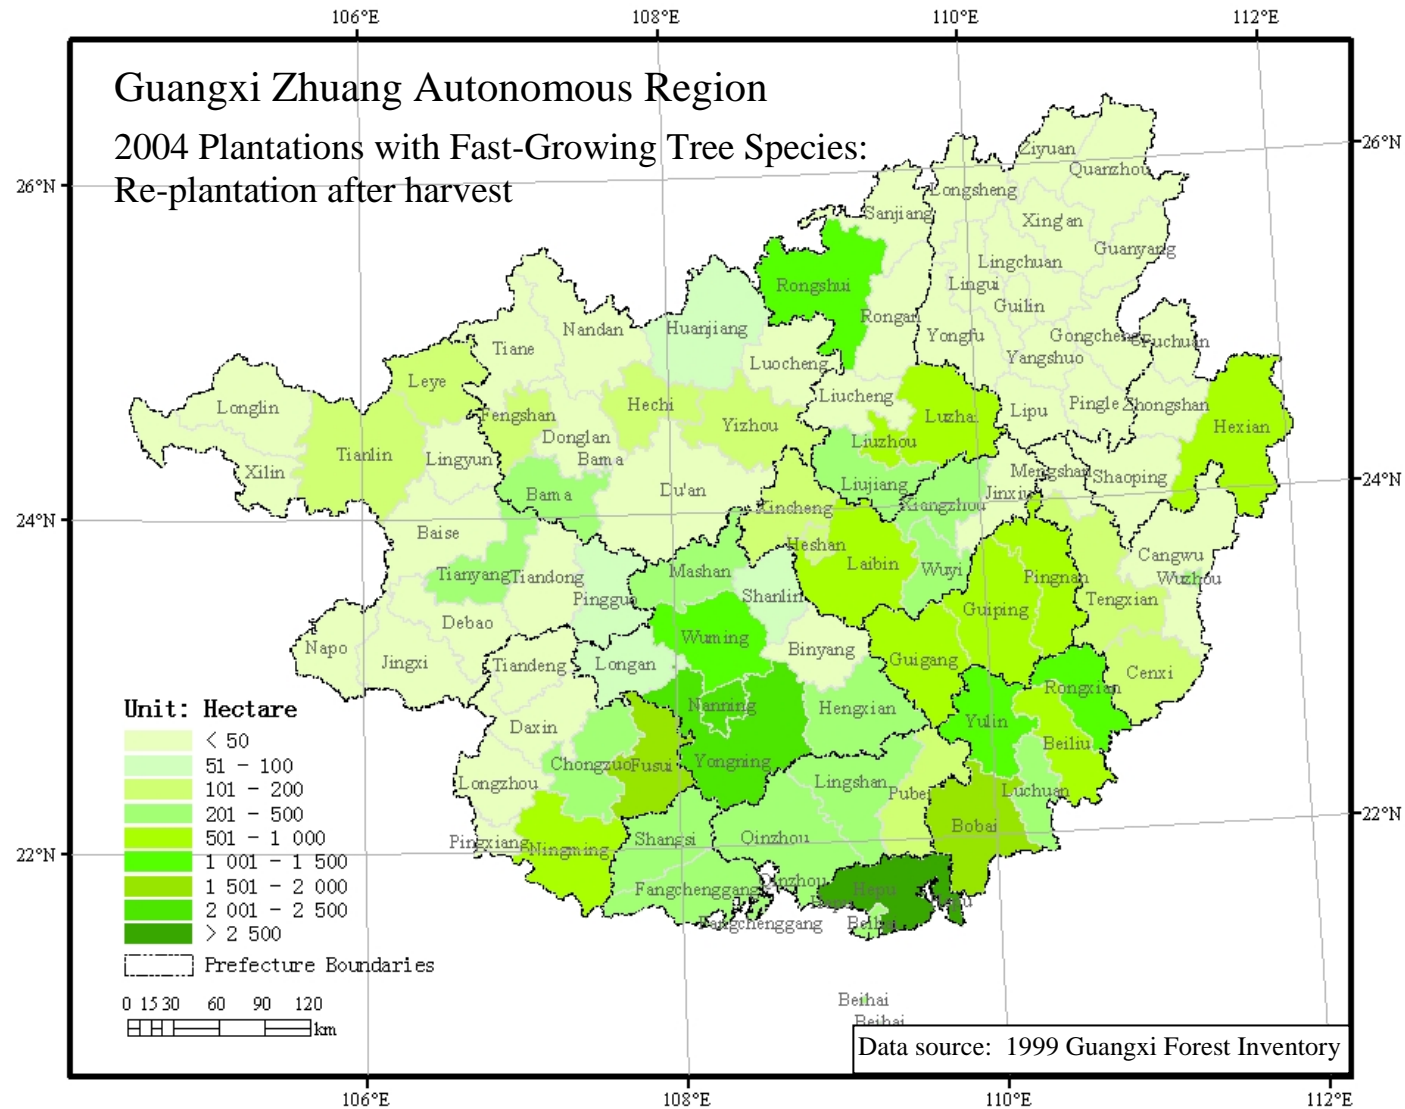 106°E 108°E 110°E 112°E
Guangxi Zhuang Autonomous Region
2004 Plantations with Fast-Growing Tree Species:
Re-plantation after harvest
26°N
26°N
Ziyuan
Quanzhou
Longsheng
Sanjiang
Xing'an
Guanyang
Lingchuan
Rongshui
Lingui
Guilin
Rongan
Nandan
Huanjiang
Yongfu
Gongcheng
Fuchuan
Tiane
Yangshuo
Luocheng
Leye
Liucheng
Hechi
Pingle
Zhongshan
Longlin
Lipu
Fengshan
Luzhai
Yizhou
Hexian
Donglan
Liuzhou
Tianlin
Lingyun
Bama
Xilin
Mengshan
Shaoping
24°N
Liujiang
Du'an
Jinxiu
Bama
Xiangzhou
Xincheng
24°N
Baise
Heshan
Cangwu
Laibin
Mashan
Wuyi
Tianyang
Tiandong
Pingnan
Wuzhou
Shanlin
Pingguo
Tengxian
Guiping
Debao
Wuming
Napo
Binyang
Jingxi
Tiandeng
Longan
Guigang
Cenxi
Rongxian
Nanning
Hengxian
Unit: Hectare
Yulin
Daxin
< 50
Beiliu
51 - 100
Chongzuo
Fusui
Yongning
Longzhou
Lingshan
101 - 200
Pubei
Luchuan
201 - 500
22°N
Bobai
501 - 1 000
Pingxiang
Ningming
Shangsi
Qinzhou
22°N
1 001 - 1 500
1 501 - 2 000
Fangchenggang
Qinzhou
Hepu
2 001 - 2 500
Fangchenggang
Beihai
> 2 500
Prefecture Boundaries
0 15 30 60 90 120
km
Beihai
Beihai
Data source: 1999 Guangxi Forest Inventory
106°E 108°E 110°E 112°E